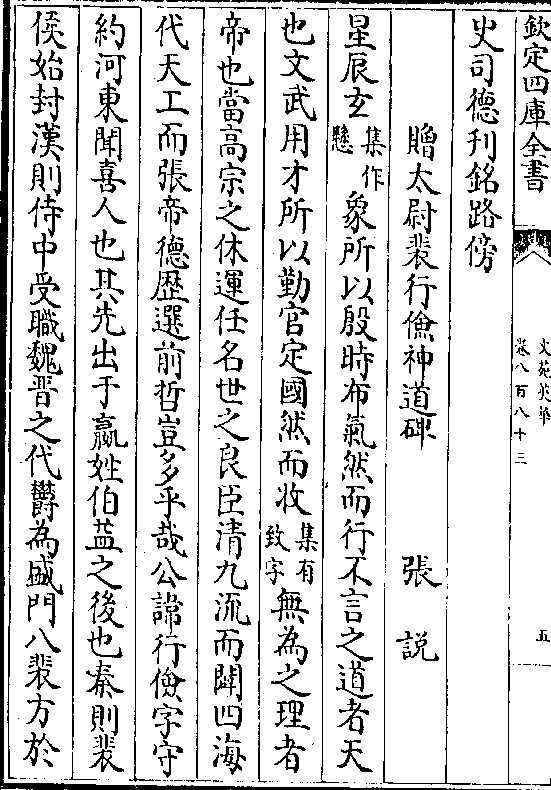 欽定四庫全書
文苑英華
卷八百八十三
五
史司德刋銘路傍
贈太尉裴行儉神道碑 張說
星辰玄集作懸象所以殷時布氣然而行不言之道者天
也文武用才所以勤官定國然而收集有致字無為之理者
帝也當高宗之休運任名世之良臣清九流而闢四海
代天工而張帝德歴選前哲豈多乎哉公諱行儉字守
約河東聞喜人也其先出于嬴姓伯益之後也秦則裴
侯始封漢則侍中受職魏晉之代欝為盛門八裴方於